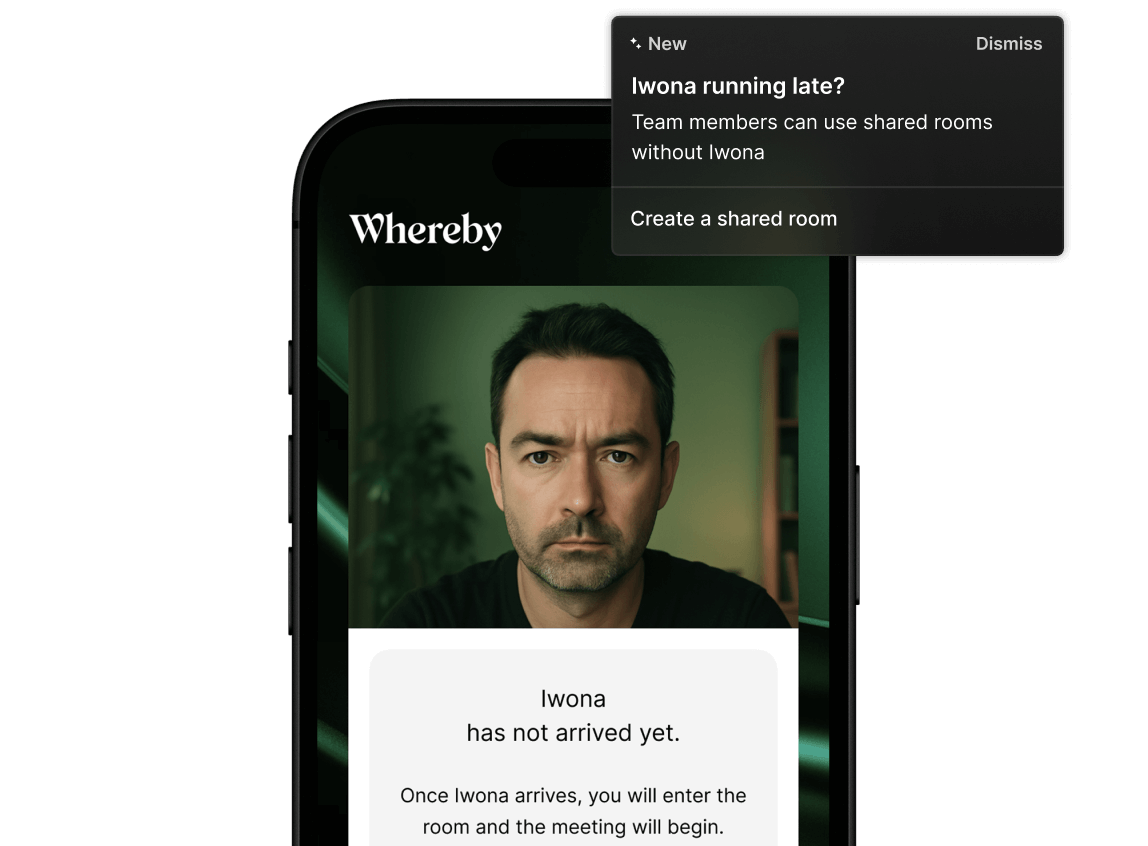 New
Dismiss
Iwona running late?
Team members can use shared rooms
without Iwona
Create a shared room
Whereby
Iwona
has not arrived yet.
Once Iwona arrives, you will enter the
room and the meeting will begin.